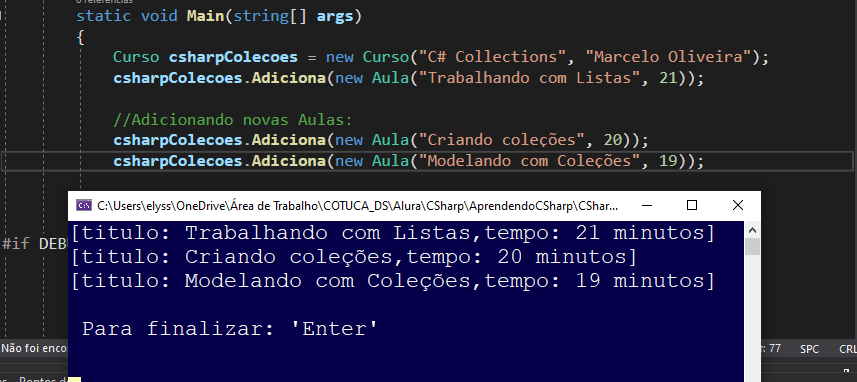 static void Main(string[] args)
{
Curso csharpColecoes = new Curso("C# Collections", "Marcelo Oliveira");
csharpColecoes.Adiciona(new Aula("Trabalhando com Listas", 21));
//Adicionando novas Aulas:
csharpColecoes.Adiciona(new Aula("Criando coleções", 20));
csharpColecoes.Adiciona(new Aula("Modelando com Coleções", 19));
C:\Users\elyss\OneDrive\Área de Trabalho\COTUCA_DS\Alura\CSharp\AprendendoCSharp\CShar...
#if DEB
[titulo: Trabalhando com Listas,tempo: 21 minutos]
[titulo: Criando coleções,tempo: 20 minutos]
[titulo: Modelando com Coleções,tempo: 19 minutos]
Para finalizar: 'Enter'
Não foi enco : 77 SPC CRL